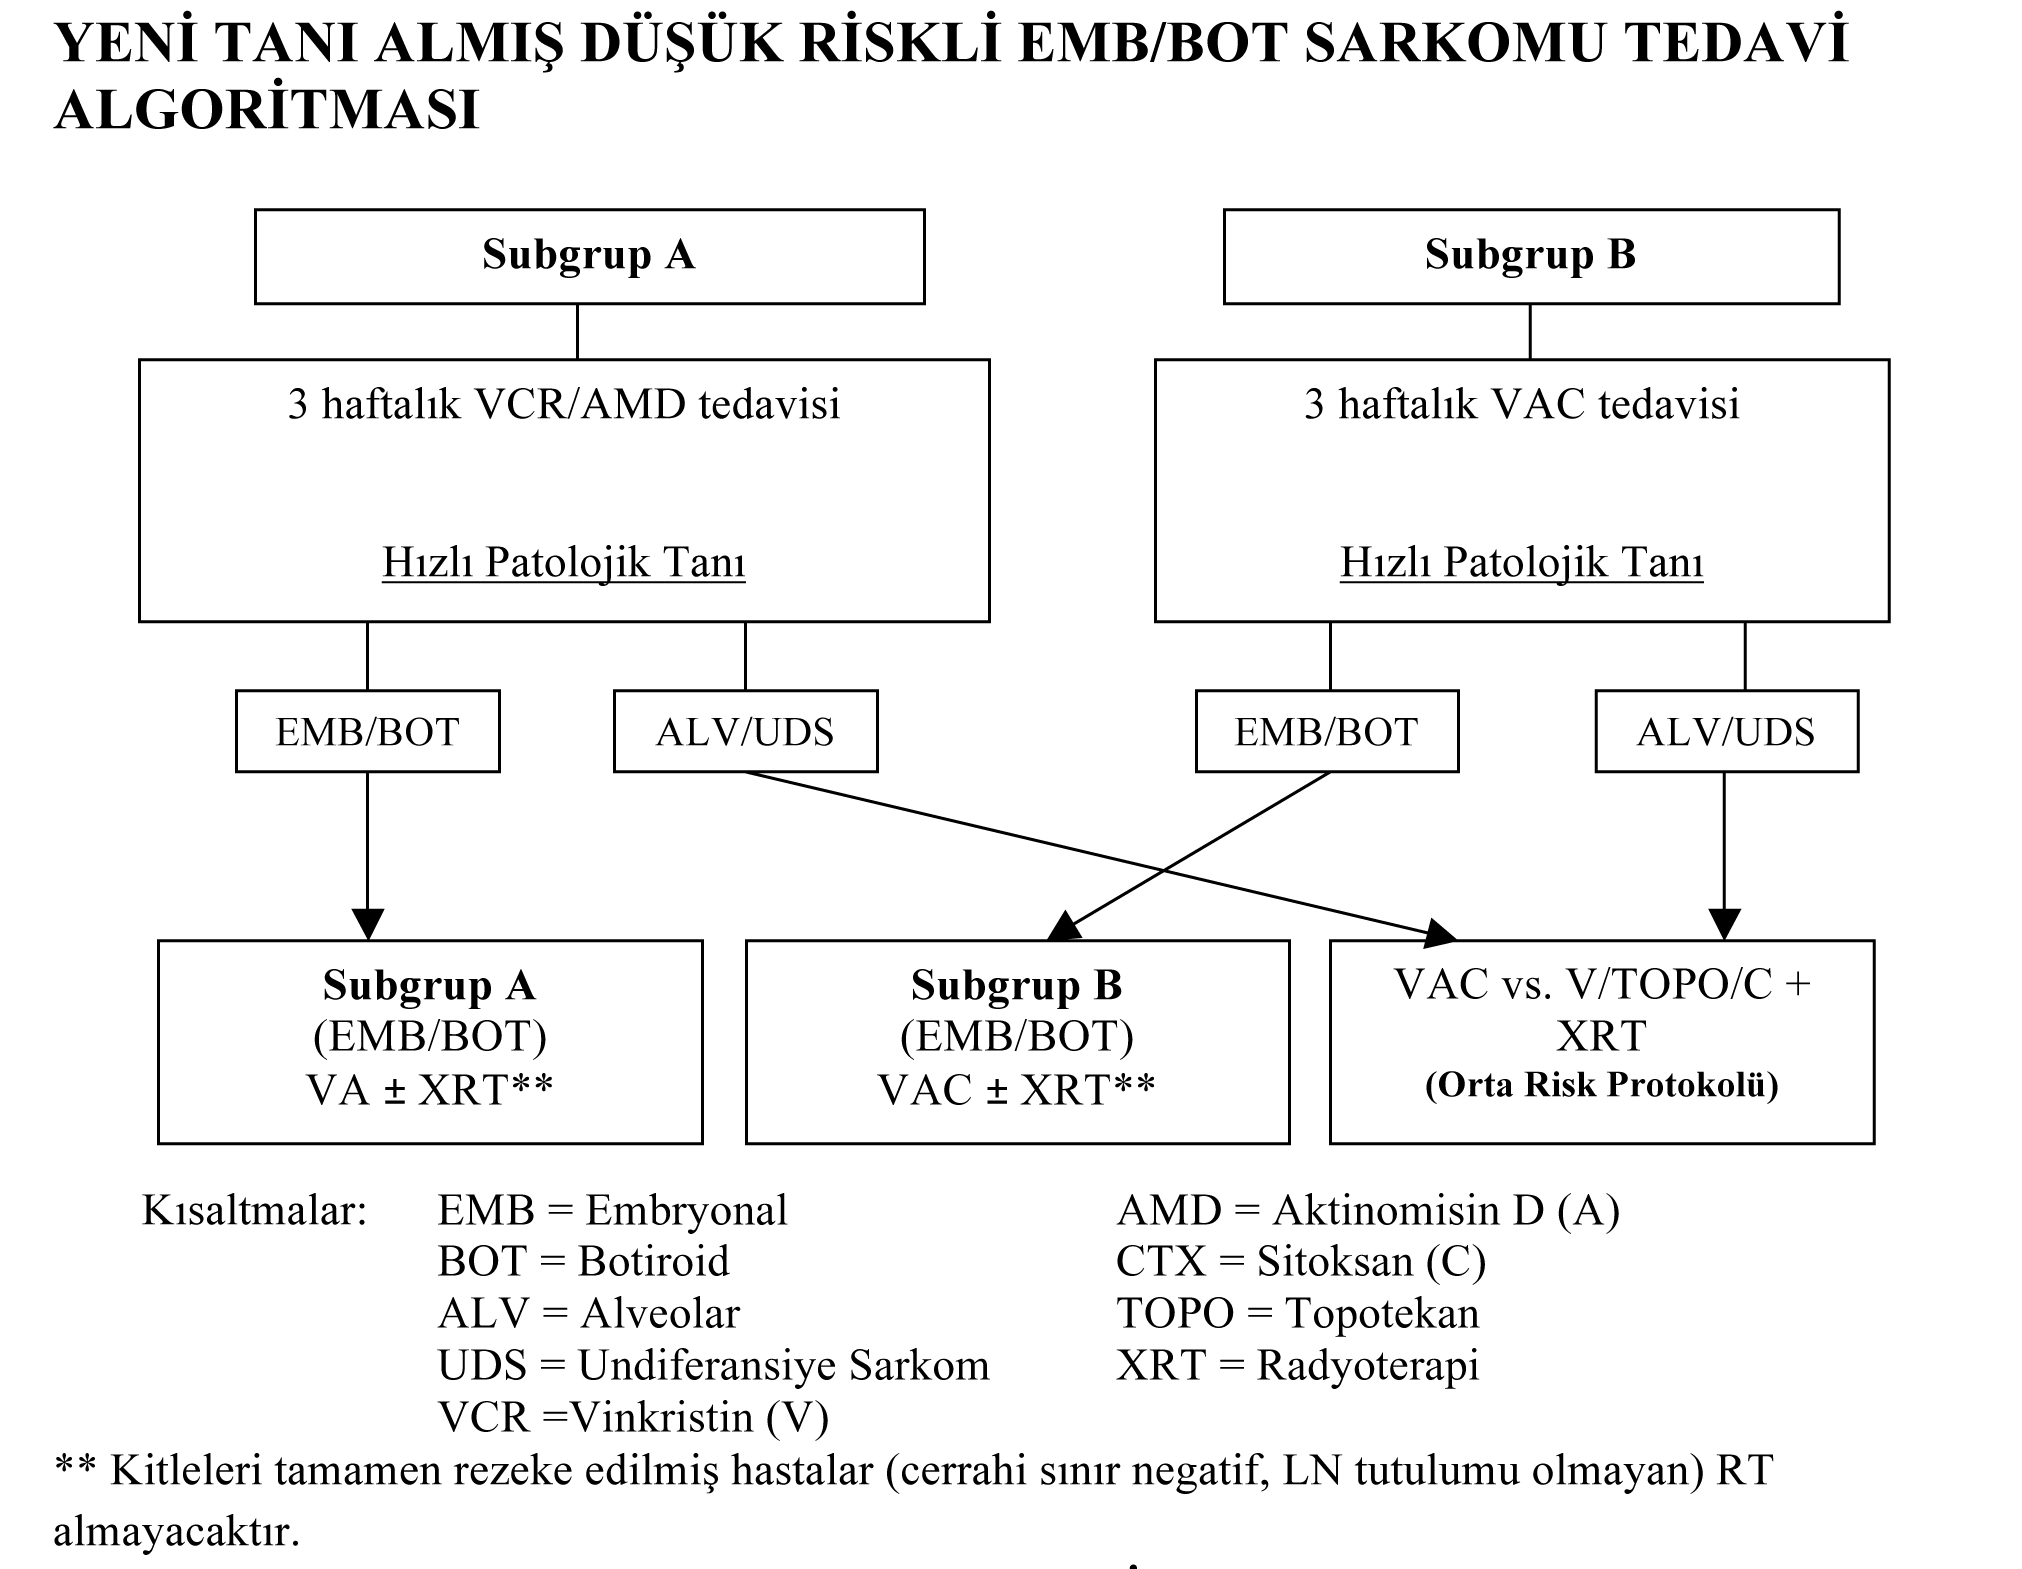 YENİ TANI ALMIŞ DÜŞÜK RİSKLİ EMB/BOT SARKOMU TEDAVİ
ALGORİTMASI
Subgrup A
Subgrup B
3 haftalık VCR/AMD tedavisi
Hızlı Patolojik Tanı
3 haftalık VAC tedavisi
Hızlı Patolojik Tanı
EMB/BOT
ALV/UDS
EMB/BOT
ALV/UDS
Subgrup A
(EMB/BOT)
VA ± XRT**
Subgrup B
(EMB/BOT)
VAC ± XRT**
VAC vs. V/TOPO/C +
XRT
(Orta Risk Protokolü)
Kısaltmalar:
EMB = Embryonal
BOT = Botiroid
ALV = Alveolar
UDS = Undiferansiye Sarkom
VCR =Vinkristin (V)
AMD = Aktinomisin D (A)
CTX = Sitoksan (C)
TOPO = Topotekan
XRT = Radyoterapi
** Kitleleri tamamen rezeke edilmiş hastalar (cerrahi sınır negatif, LN tutulumu olmayan) RT
almayacaktır.